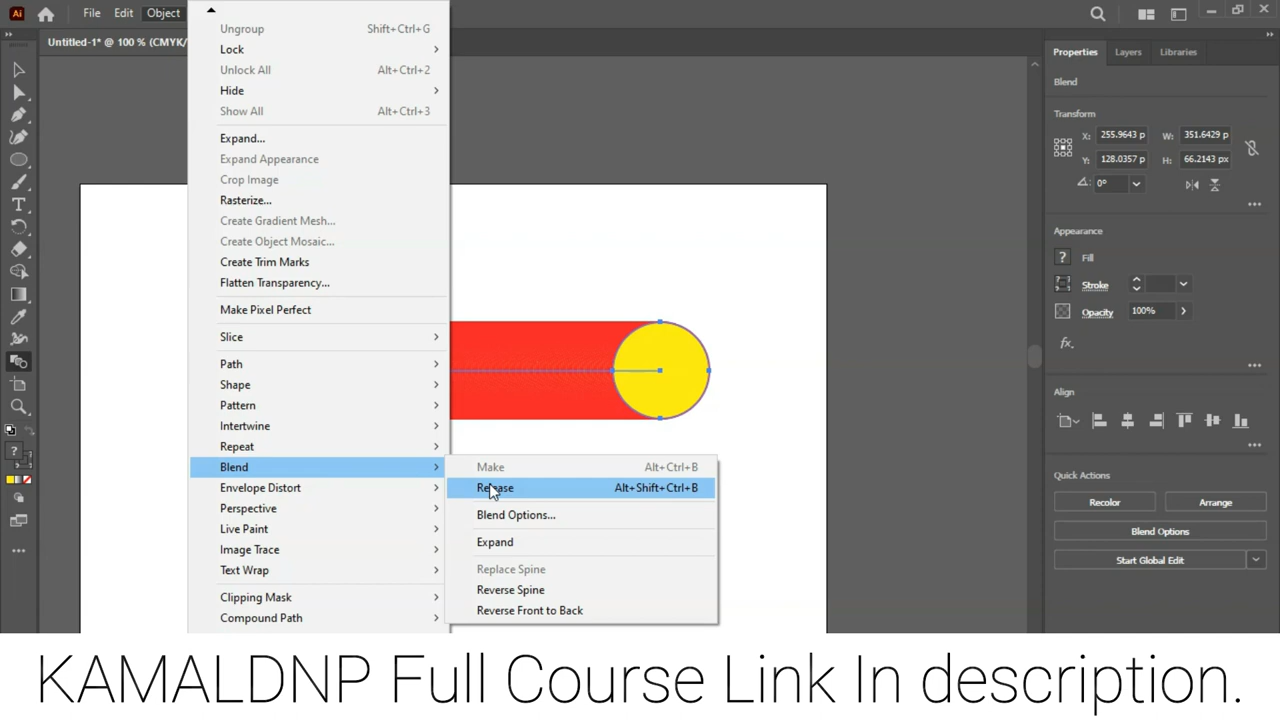 Ai File Edit Object
Untitled-1* @ 100 % (CMYK/
Ungroup Shift+Ctrl+G
Lock
Unlock All Alt+Ctrl+2
Hide
Show All Alt+Ctrl+3
Expand...
Expand Appearance
Crop Image
Rasterize...
Create Gradient Mesh...
Create Object Mosaic...
Create Trim Marks
Flatten Transparency...
Make Pixel Perfect
Slice
Path
Shape
Pattern
Intertwine
Repeat
Blend
Envelope Distort
Perspective
Live Paint
Image Trace
Text Wrap
Clipping Mask
Compound Path
Make Alt+Ctrl+B
Release Alt+Shift+Ctrl+B
Blend Options...
Expand
Replace Spine
Reverse Spine
Reverse Front to Back
Properties Layers Libraries
Blend
Transform
X: 255.9643 p W: 351.6429 p
Y: 128.0357 p H: 66.2143 px
0°
Appearance
? Fill
Stroke
Opacity 100%
fx.
Align
Quick Actions
Recolor Arrange
Blend Options
Start Global Edit
KAMALDNP Full Course Link In description.